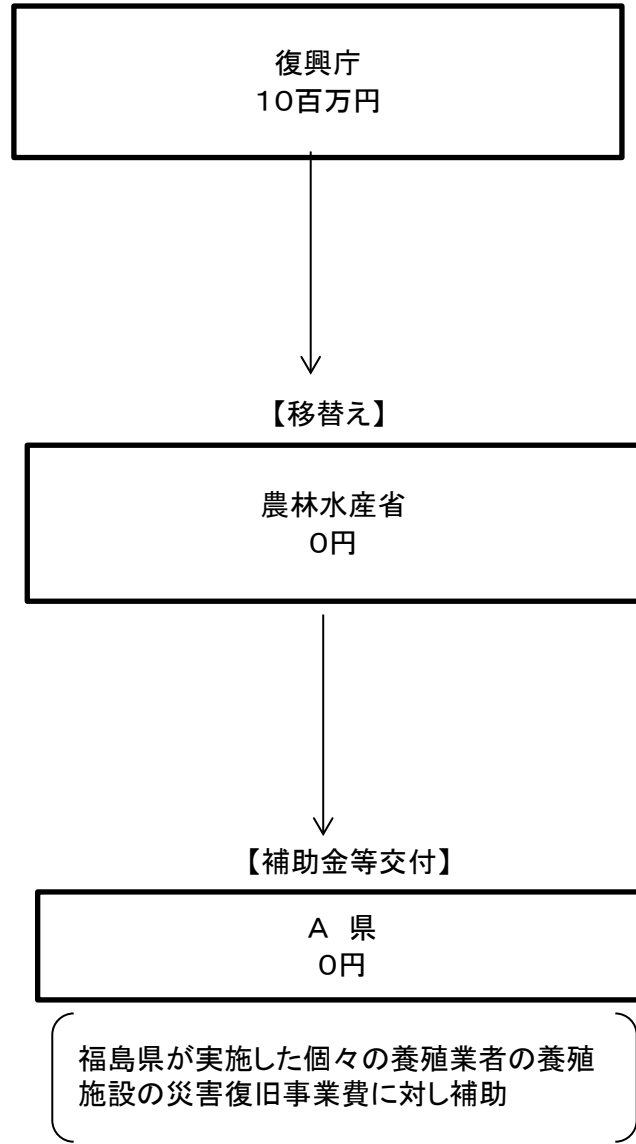 復興庁
１０百万円
【移替え】
農林水産省
０円
【補助金等交付】
Ａ　県
０円
福島県が実施した個々の養殖業者の養殖
施設の災害復旧事業費に対し補助